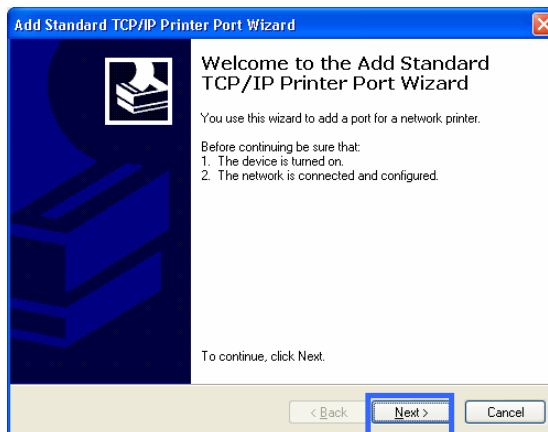 Add Standard TCP/IP Printer Port Wizard
Welcome to the Add Standard
TCP/IP Printer Port Wizard
You use this wizard to add a port for a network printer.
Before continuing be sure that:
1. The device is turned on.
2. The network is connected and configured.
To continue, click Next.
< Back
Next >
Cancel